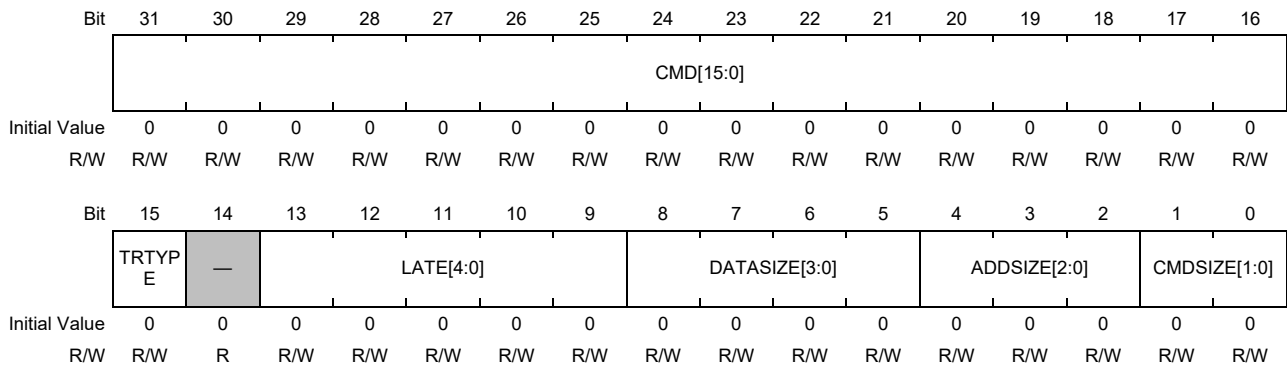 Bit 31 30 29 28 27 26 25 24 23 22 21 20 19 18 17 16
CMD[15:0]
Initial Value 0 0 0 0 0 0 0 0 0 0 0 0 0 0 0 0
R/W R/W R/W R/W R/W R/W R/W R/W R/W R/W R/W R/W R/W R/W R/W R/W R/W
Bit 15 14 13 12 11 10 9 8 7 6 5 4 3 2 1 0
TRTYP
E — LATE[4:0] DATASIZE[3:0] ADDSIZE[2:0] CMDSIZE[1:0]
Initial Value 0 0 0 0 0 0 0 0 0 0 0 0 0 0 0 0
R/W R/W R R/W R/W R/W R/W R/W R/W R/W R/W R/W R/W R/W R/W R/W R/W